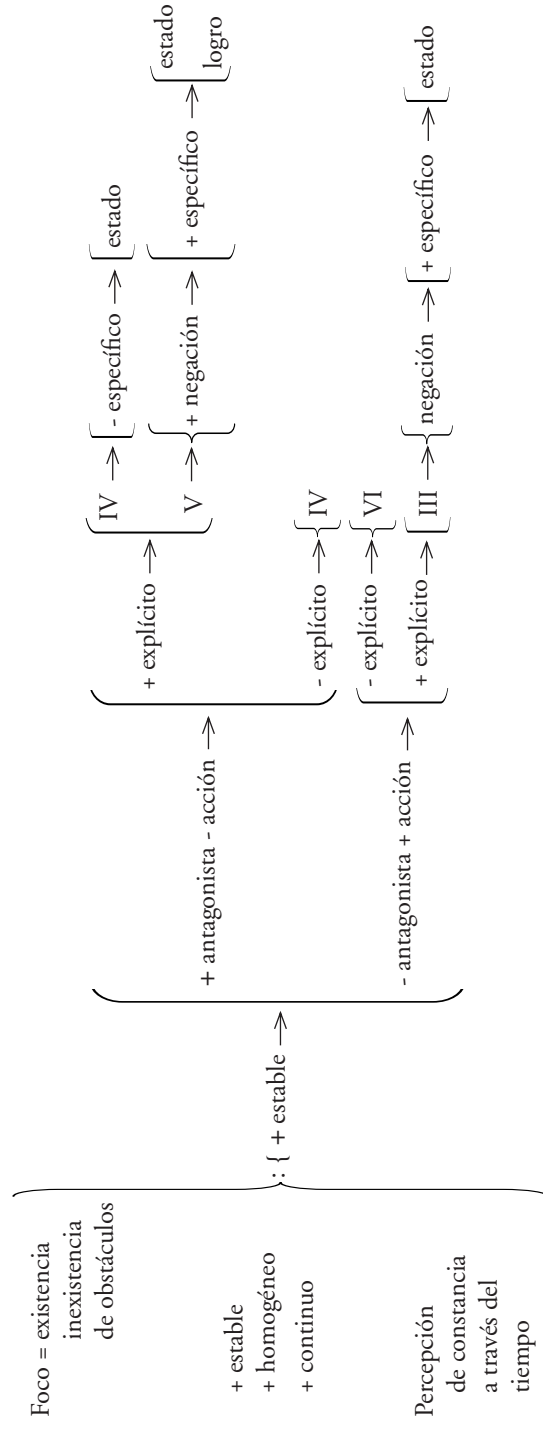 Foco = existencia
inexistencia
de obstáculos
+ estable
+ homogéneo
+ continuo
Percepción
de constancia
a través del
tiempo
:: { + estable →
+ antagonista - acción →
- antagonista + acción →
+ explícito →
- explícito →
- explícito →
+ explícito →
IV →
V →
IV
VI
III →
- específico →
+ negación →
negación →
estado
+ específico →
+ específico →
estado
logro
estado